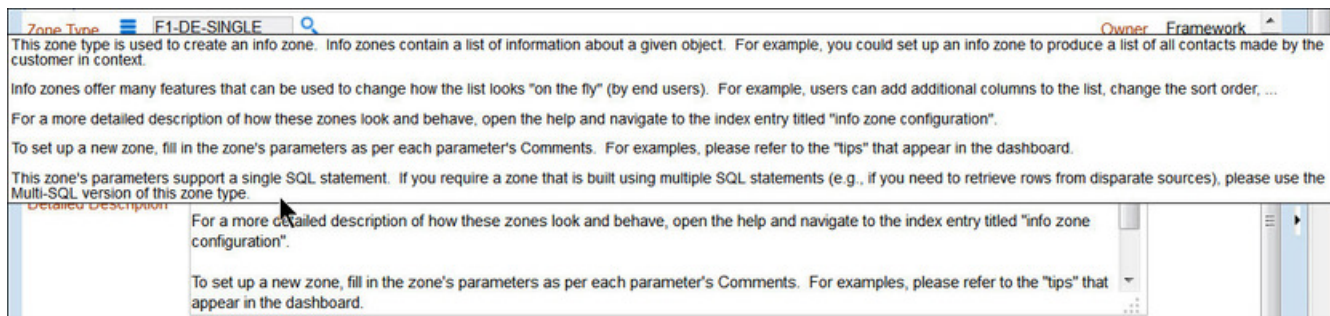 Zone Type F1-DE-SINGLE Owner Framework
This zone type is used to create an info zone. Info zones contain a list of information about a given object. For example, you could set up an info zone to produce a list of all contacts made by the
customer in context.
Info zones offer many features that can be used to change how the list looks "on the fly" (by end users). For example, users can add additional columns to the list, change the sort order, ...
For a more detailed description of how these zones look and behave, open the help and navigate to the index entry titled "info zone configuration".
To set up a new zone, fill in the zone's parameters as per each parameter's Comments. For examples, please refer to the "tips" that appear in the dashboard.
This zone's parameters support a single SQL statement. If you require a zone that is built using multiple SQL statements (e.g., if you need to retrieve rows from disparate sources), please use the
Multi-SQL version of this zone type.
Detailed Description
For a more detailed description of how these zones look and behave, open the help and navigate to the index entry titled "info zone
configuration".
To set up a new zone, fill in the zone's parameters as per each parameter's Comments. For examples, please refer to the "tips" that
appear in the dashboard.